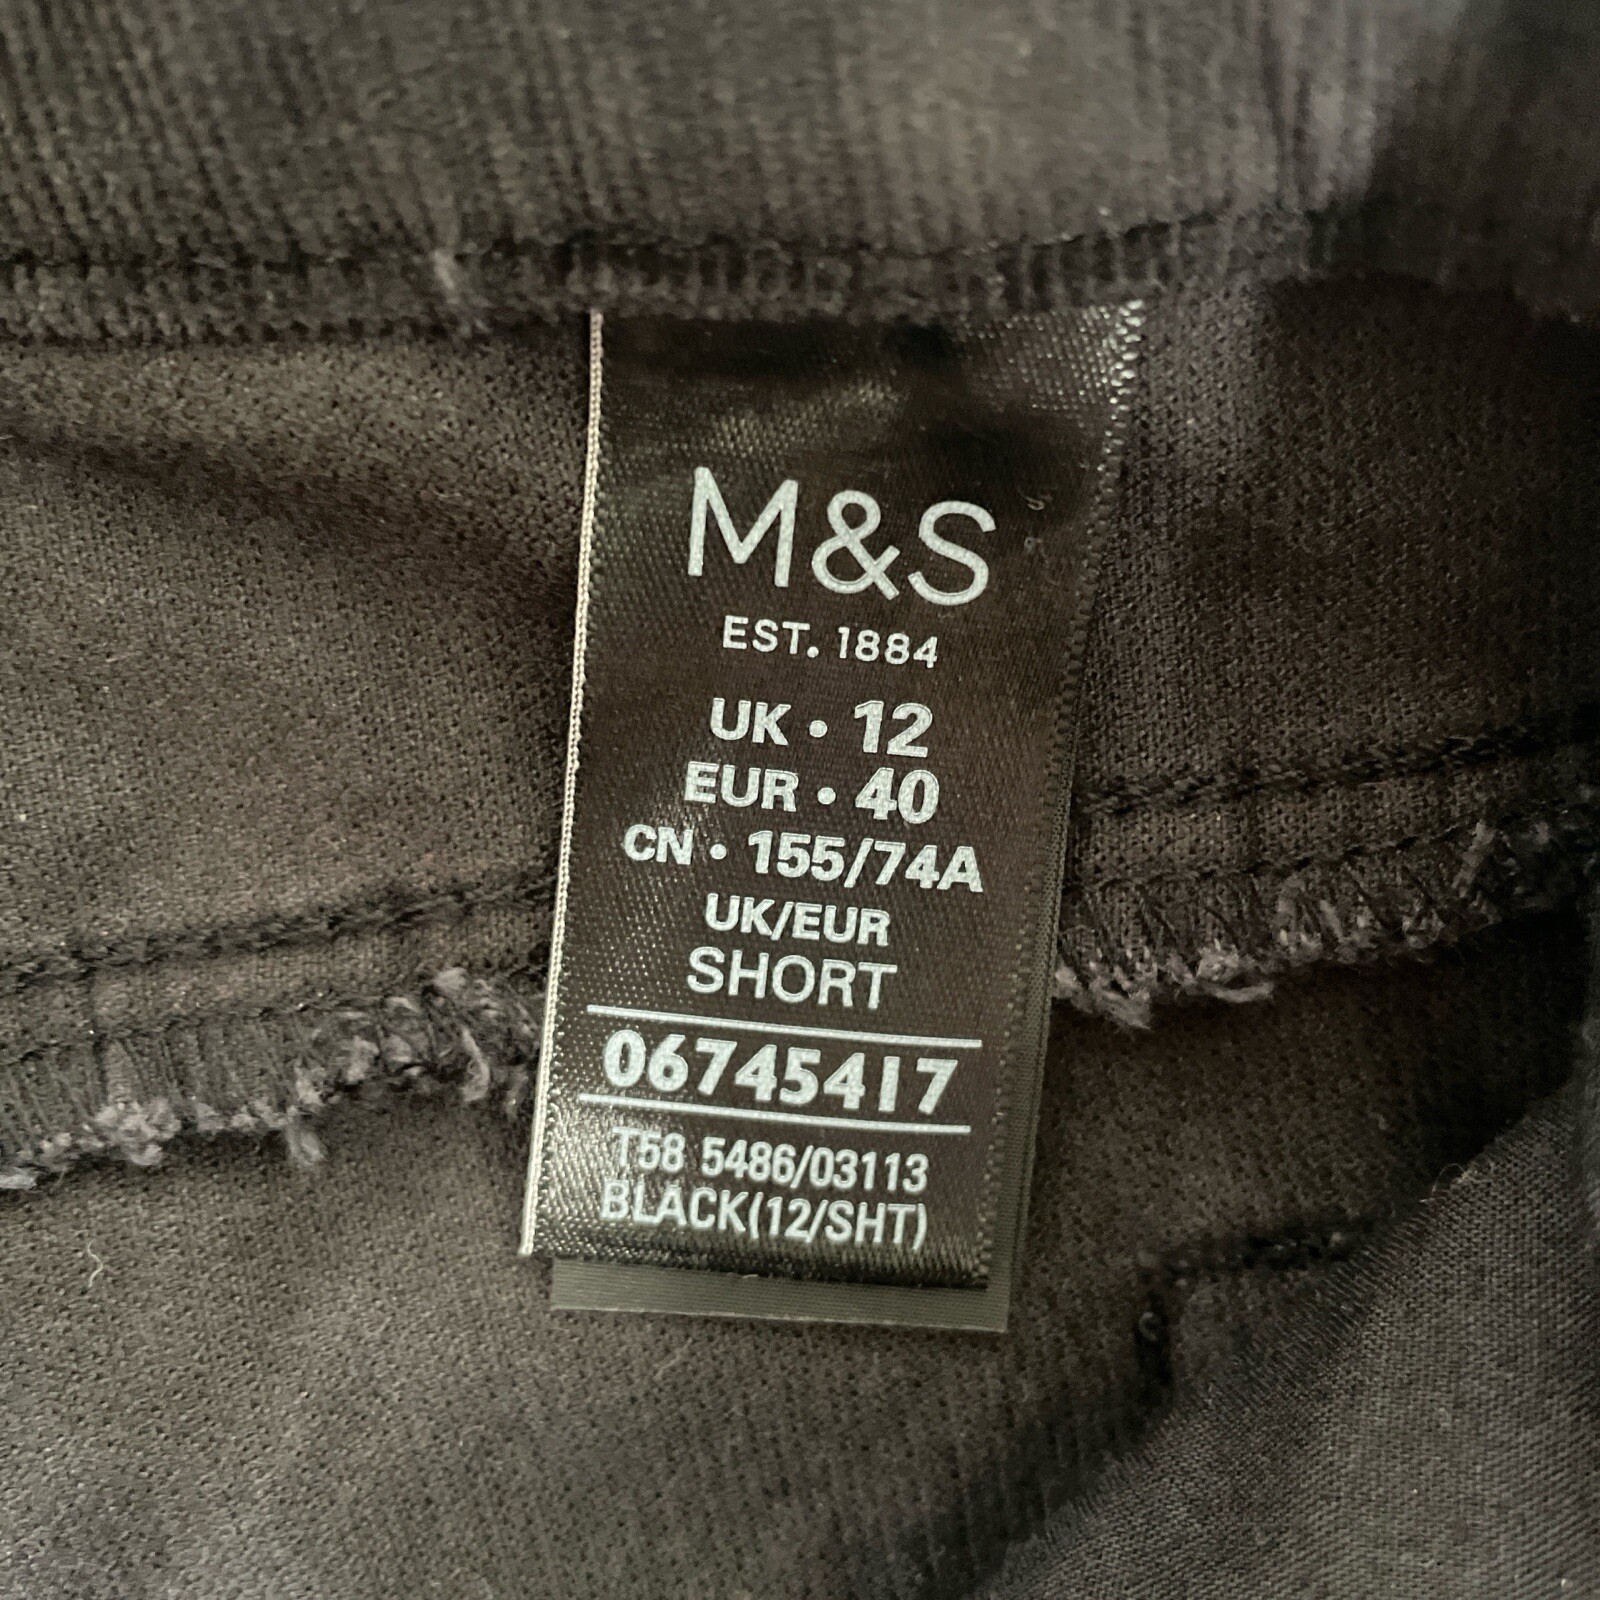 M&S
EST. 1884
UK • 12
EUR • 40
CN • 155/74A
UK/EUR
SHORT
06745417
T58 5486/03113
BLACK(12/SHT)